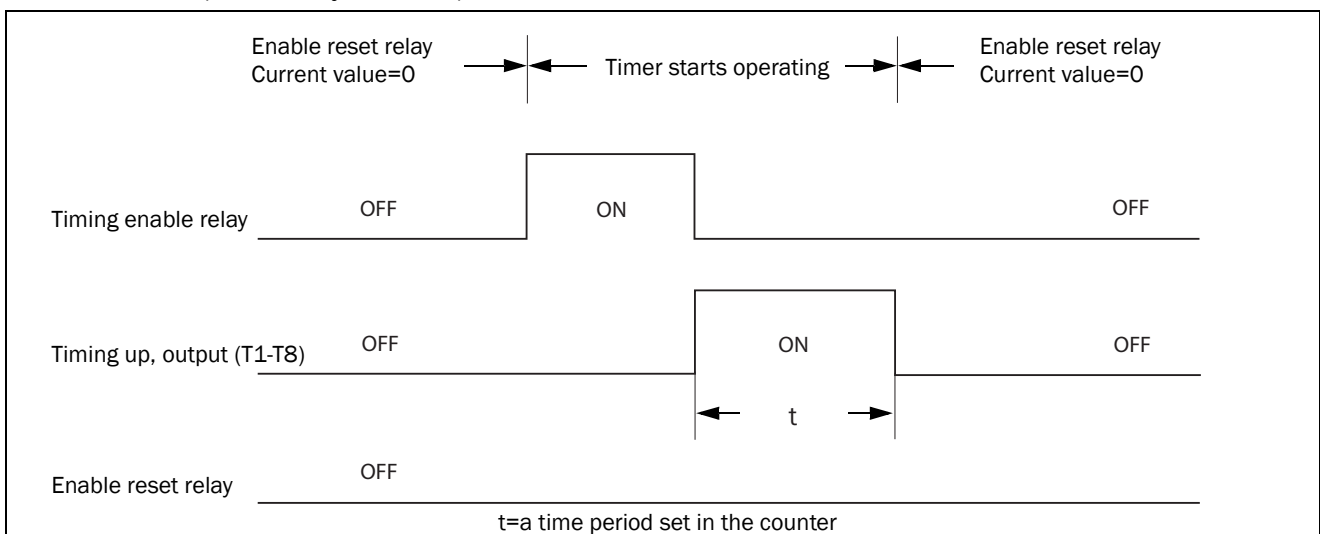 Enable reset relay
Current value=0
Timer starts operating
Enable reset relay
Current value=0
Timing enable relay
OFF
ON
OFF
Timing up, output (T1-T8)
OFF
ON
OFF
t
Enable reset relay
OFF
t=a time period set in the counter